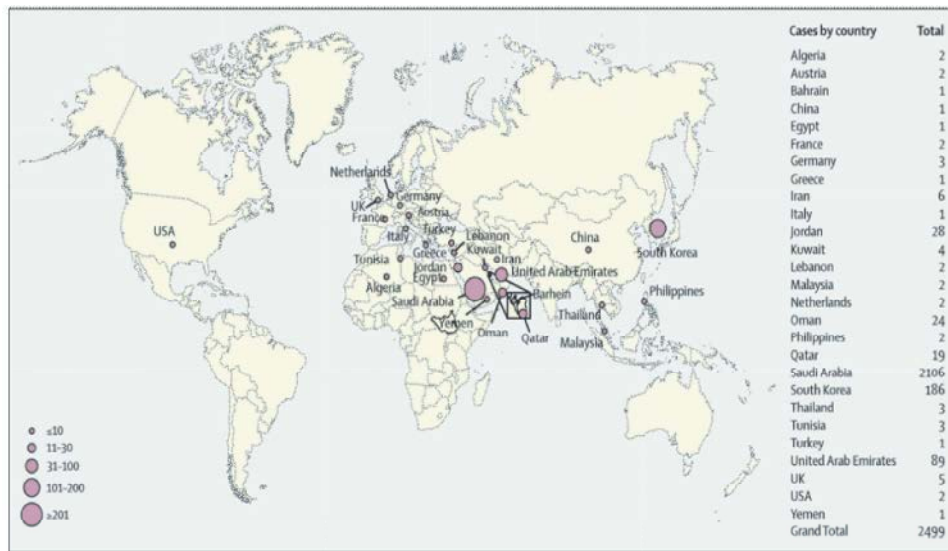 Cases by country Total
Algeria 2
Austria 2
Bahrain 1
China 1
Egypt 1
France 2
Germany 3
Greece 1
Iran 6
Italy 1
Jordan 28
Kuwait 4
Lebanon 2
Malaysia 2
Netherlands 2
Oman 24
Philippines 2
Qatar 19
Saudi Arabia 2106
South Korea 186
Thailand 3
Tunisia 3
Turkey 1
United Arab Emirates 89
UK 5
USA 2
Yemen 1
Grand Total 2499
Netherlands
Germany
UK
France
Austria
USA
Italy
Turkey
Lebanon
Greece
Kuwait
China
South Korea
Tunisia
Iran
Jordan
United Arab Emirates
Egypt
Algeria
Saudi Arabia
Barhein
Philippines
Yemen
Oman
Qatar
Thailand
Malaysia
≤10
11-30
31-100
101-200
≥201